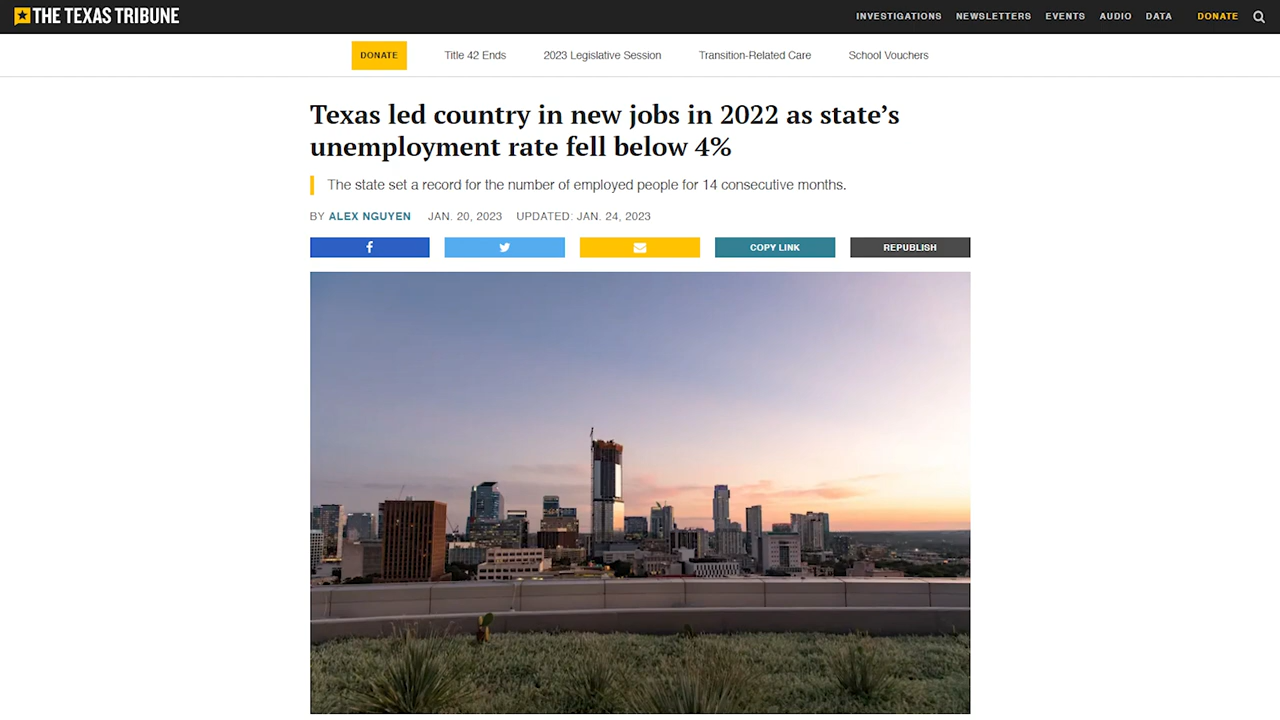 THE TEXAS TRIBUNE
INVESTIGATIONS NEWSLETTERS EVENTS AUDIO DATA DONATE
DONATE Title 42 Ends 2023 Legislative Session Transition-Related Care School Vouchers
Texas led country in new jobs in 2022 as state’s
unemployment rate fell below 4%
The state set a record for the number of employed people for 14 consecutive months.
BY ALEX NGUYEN JAN. 20, 2023 UPDATED: JAN. 24, 2023
COPY LINK REPUBLISH